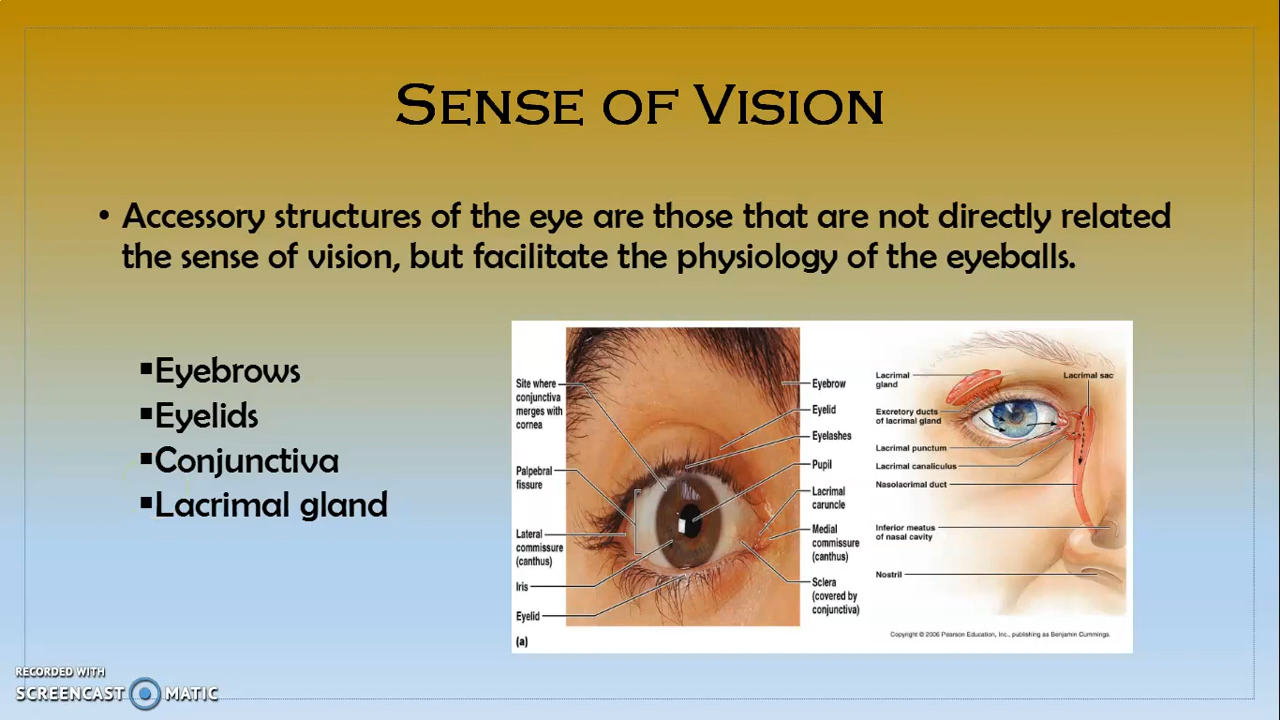 SENSE OF VISION
• Accessory structures of the eye are those that are not directly related
the sense of vision, but facilitate the physiology of the eyeballs.
▪Eyebrows
▪Eyelids
▪Conjunctiva
▪Lacrimal gland
Site where
conjunctiva
merges with
cornea
Palpebral
fissure
Lateral
commissure
(canthus)
Iris
Eyelid
(a)
Eyebrow
Eyelid
Eyelashes
Pupil
Lacrimal
caruncle
Medial
commissure
(canthus)
Sclera
(covered by
conjunctiva)
Lacrimal
gland
Lacrimal sac
Excretory ducts
of lacrimal gland
Lacrimal punctum
Lacrimal canaliculus
Nasolacrimal duct
Inferior meatus
of nasal cavity
Nostril
Copyright © 2006 Pearson Education, Inc., publishing as Benjamin Cummings.
RECORDED WITH
SCREENCAST MATIC